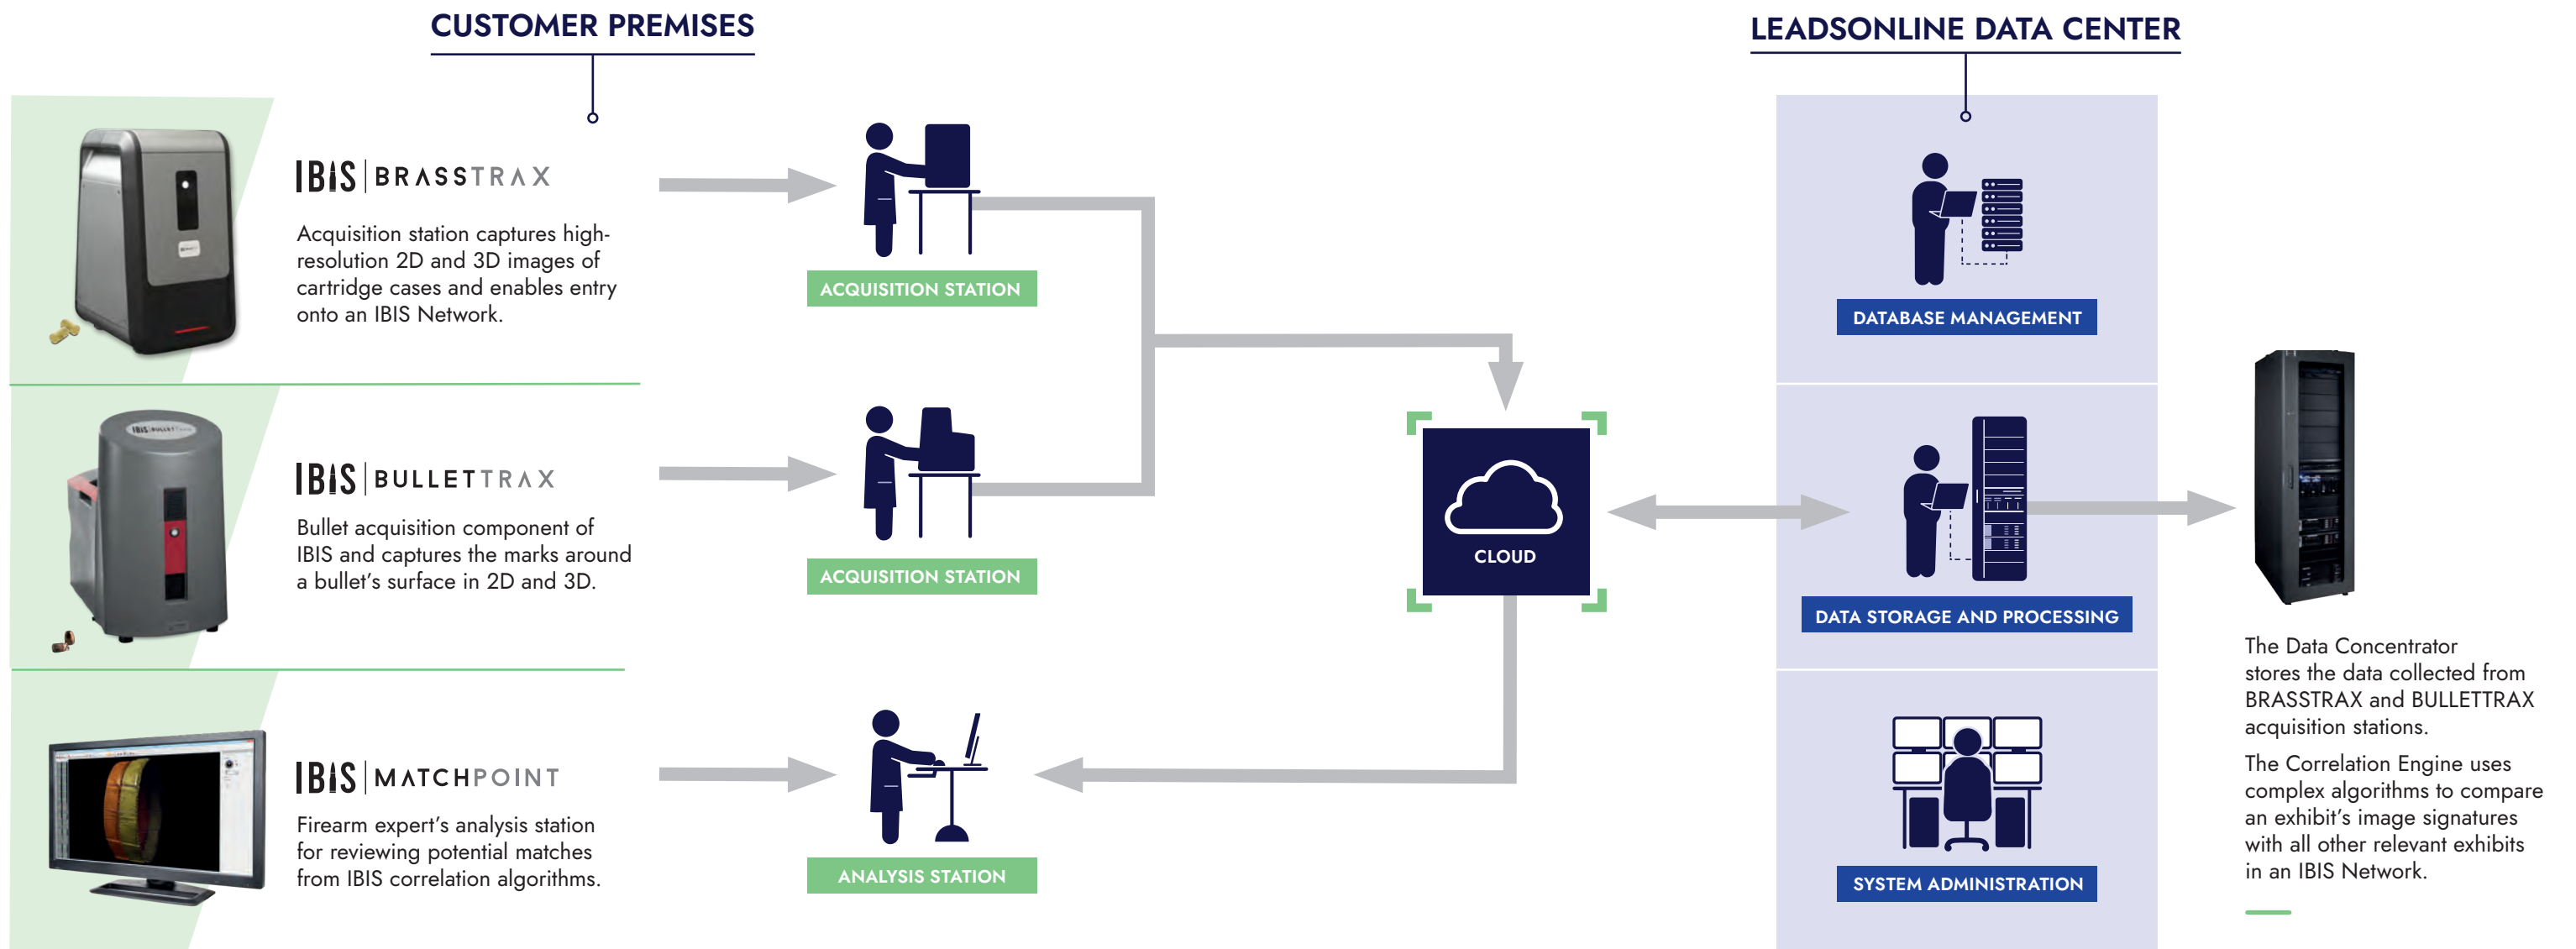 CUSTOMER PREMISES
LEADSONLINE DATA CENTER
IBIS BRASSTRAX
Acquisition station captures high-
resolution 2D and 3D images of
cartridge cases and enables entry
onto an IBIS Network.
ACQUISITION STATION
DATABASE MANAGEMENT
IBIS BULLETTRAX
IBIS BULLETTRAX
Bullet acquisition component of
IBIS and captures the marks around
a bullet's surface in 2D and 3D.
ACQUISITION STATION
CLOUD
DATA STORAGE AND PROCESSING
The Data Concentrator
stores the data collected from
BRASSTRAX and BULLETTRAX
acquisition stations.
The Correlation Engine uses
complex algorithms to compare
an exhibit's image signatures
with all other relevant exhibits
in an IBIS Network.
IBIS MATCHPOINT
Firearm expert's analysis station
for reviewing potential matches
from IBIS correlation algorithms.
ANALYSIS STATION
SYSTEM ADMINISTRATION